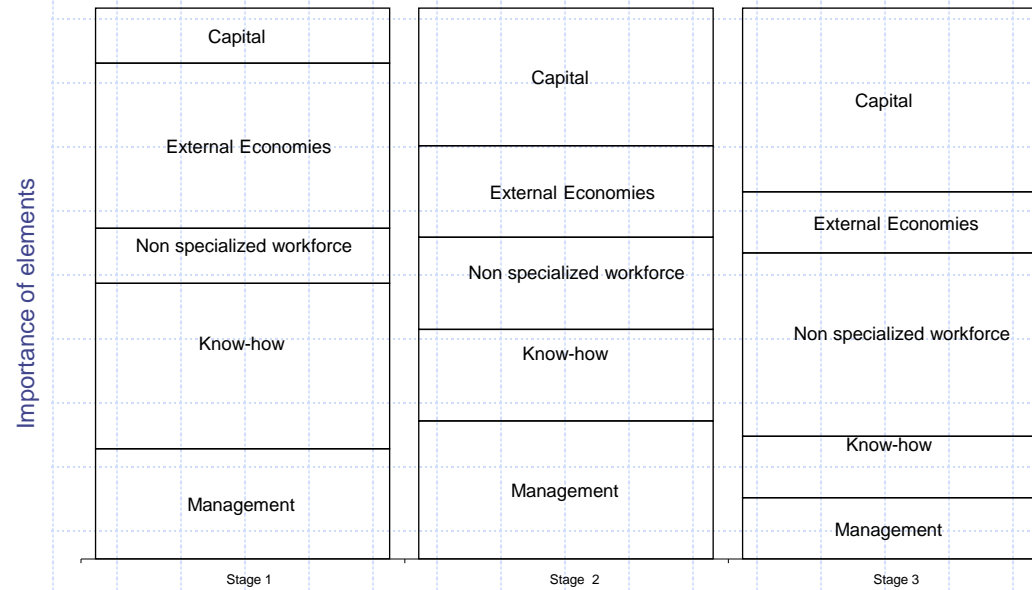 Importance of elements
Capital
External Economies
Non specialized workforce
Know-how
Management
Stage 1
Capital
External Economies
Non specialized workforce
Know-how
Management
Stage 2
Capital
External Economies
Non specialized workforce
Know-how
Management
Stage 3